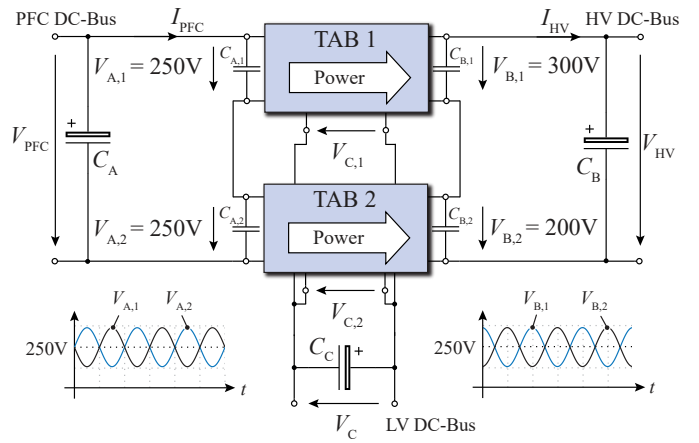 PFC DC-Bus
I_PFC
I_HV
HV DC-Bus
TAB 1
Power
V_A,1 = 250V
C_A,1
C_B,1
V_B,1 = 300V
+
V_PFC
C_A
V_C,1
+
C_B
V_HV
TAB 2
Power
V_A,2 = 250V
C_A,2
C_B,2
V_B,2 = 200V
V_C,2
V_A,1
V_A,2
250V
t
C_C
+
V_B,1
V_B,2
250V
t
V_C
LV DC-Bus